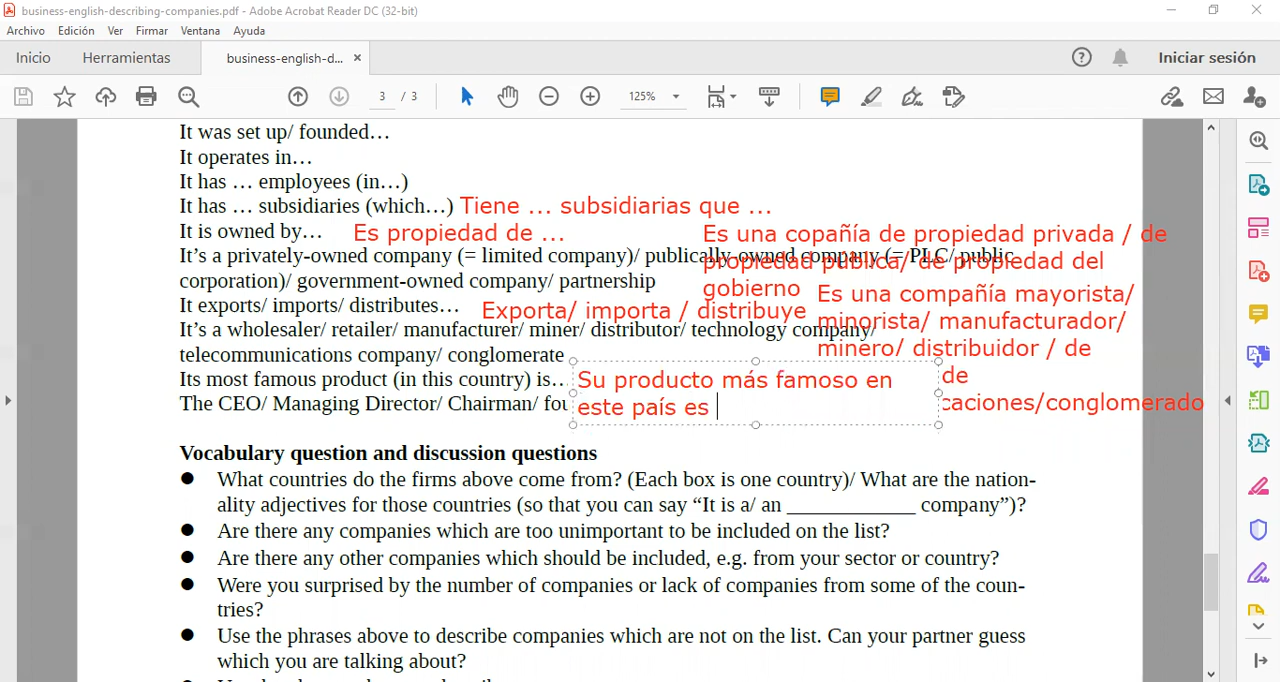 business-english-describing-companies.pdf - Adobe Acrobat Reader DC (32-bit)
Archivo Edición Ver Firmar Ventana Ayuda
Inicio Herramientas business-english-d... × Iniciar sesión
3 / 3 125%
It was set up/ founded…
It operates in…
It has … employees (in…)
It has … subsidiaries (which…) Tiene … subsidiarias que …
It is owned by… Es propiedad de …
Es una copañía de propiedad privada / de
It’s a privately-owned company (= limited company)/ publically-owned company (= PLC/ public
propiedad pública/ de propiedad del
corporation)/ government-owned company/ partnership
gobierno
Es una compañía mayorista/
It exports/ imports/ distributes… Exporta/ importa / distribuye
minorista/ manufacturador/
It’s a wholesaler/ retailer/ manufacturer/ miner/ distributor/ technology company/
minero/ distribuidor / de
telecommunications company/ conglomerate
Its most famous product (in this country) is… Su producto más famoso en de
The CEO/ Managing Director/ Chairman/ fou este país es caciones/conglomerado
Vocabulary question and discussion questions
● What countries do the firms above come from? (Each box is one country)/ What are the nation-
ality adjectives for those countries (so that you can say “It is a/ an ____________ company”)?
● Are there any companies which are too unimportant to be included on the list?
● Are there any other companies which should be included, e.g. from your sector or country?
● Were you surprised by the number of companies or lack of companies from some of the coun-
tries?
● Use the phrases above to describe companies which are not on the list. Can your partner guess
which you are talking about?